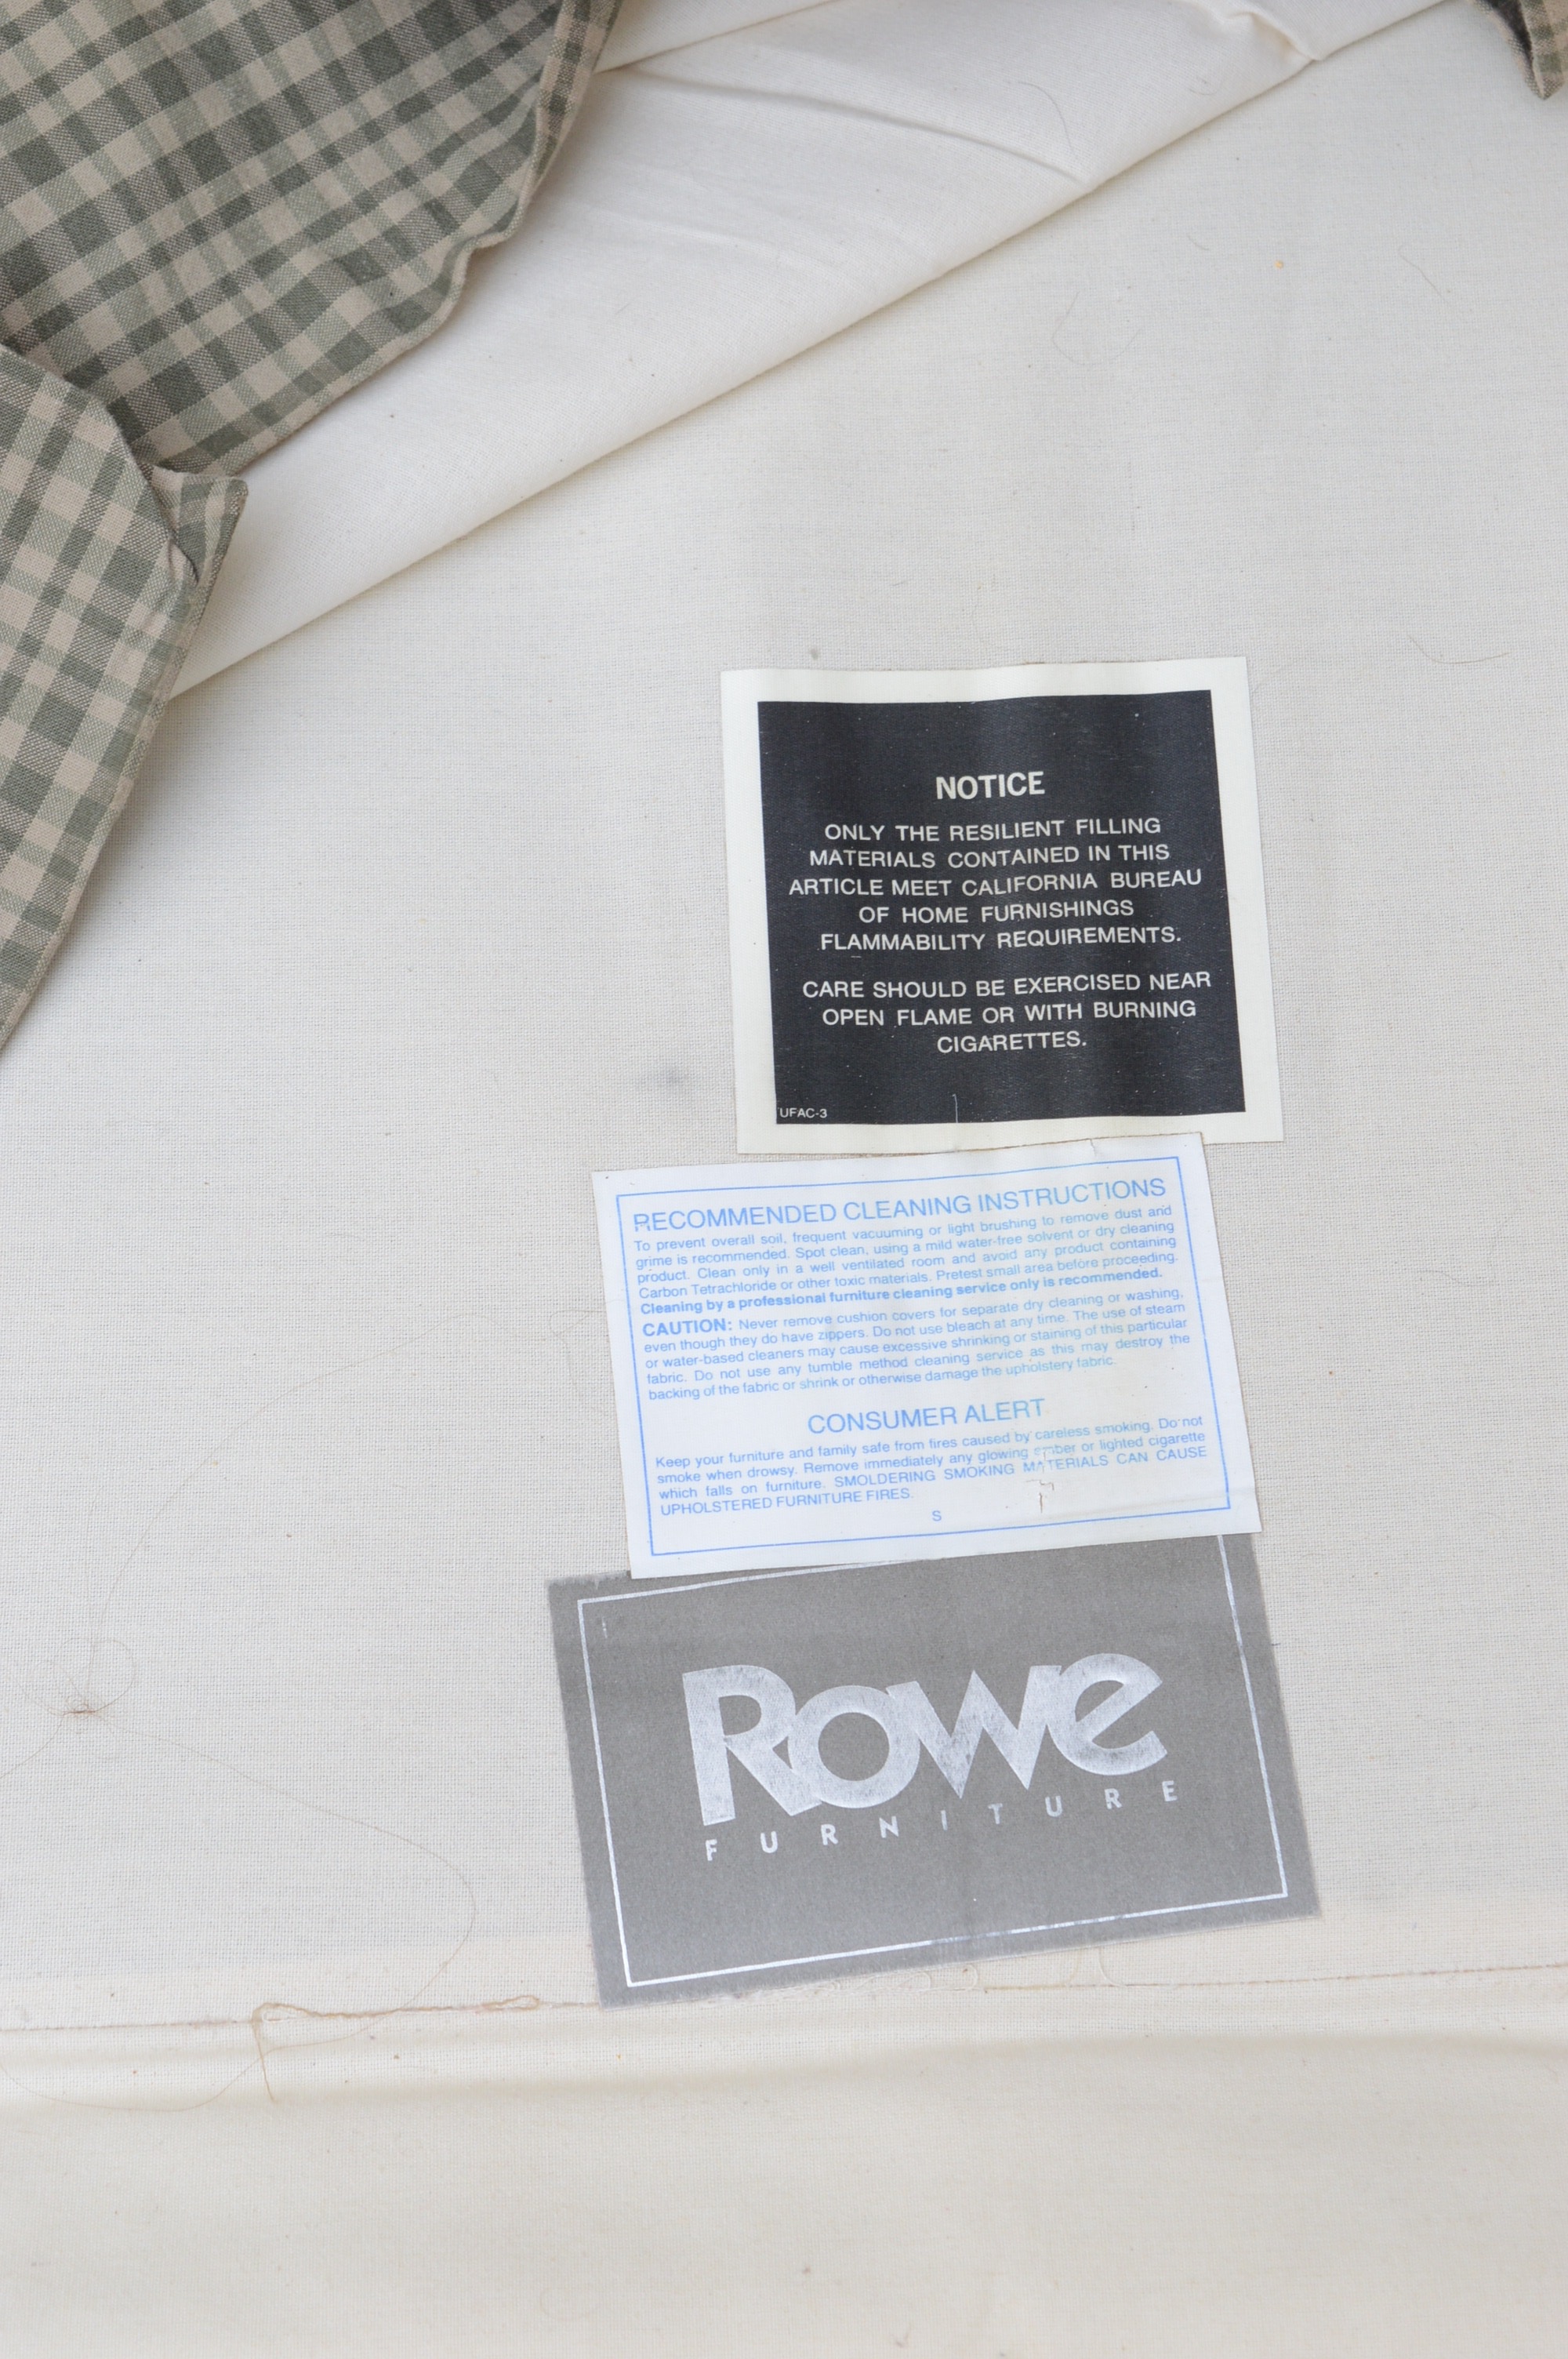 NOTICE
ONLY THE RESILIENT FILLING
MATERIALS CONTAINED IN THIS
ARTICLE MEET CALIFORNIA BUREAU
OF HOME FURNISHINGS
FLAMMABILITY REQUIREMENTS.
CARE SHOULD BE EXERCISED NEAR
OPEN FLAME OR WITH BURNING
CIGARETTES.
UFAC-3
RECOMMENDED CLEANING INSTRUCTIONS
To prevent overall soil, frequent vacuuming or light brushing to remove dust and
grime is recommended. Spot clean, using a mild water-free solvent or dry cleaning
product. Clean only in a well ventilated room and avoid any product containing
Carbon Tetrachloride or other toxic materials. Pretest small area before proceeding.
Cleaning by a professional furniture cleaning service only is recommended.
CAUTION: Never remove cushion covers for separate dry cleaning or washing,
even though they do have zippers. Do not use bleach at any time. The use of steam
or water-based cleaners may cause excessive shrinking or staining of this particular
fabric. Do not use any tumble method cleaning service as this may destroy the
backing of the fabric or shrink or otherwise damage the upholstery fabric.
CONSUMER ALERT
Keep your furniture and family safe from fires caused by careless smoking. Do not
smoke when drowsy. Remove immediately any glowing ember or lighted cigarette
which falls on furniture. SMOLDERING SMOKING MATERIALS CAN CAUSE
UPHOLSTERED FURNITURE FIRES.
S
Rowe
FURNITURE